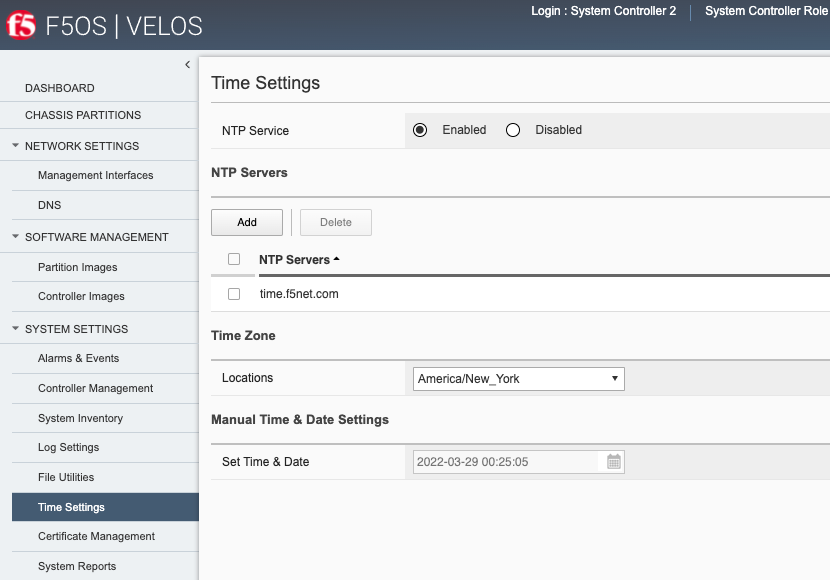 Login : System Controller 2 | System Controller Role
f5 F5OS | VELOS
DASHBOARD
CHASSIS PARTITIONS
NETWORK SETTINGS
Management Interfaces
DNS
SOFTWARE MANAGEMENT
Partition Images
Controller Images
SYSTEM SETTINGS
Alarms & Events
Controller Management
System Inventory
Log Settings
File Utilities
Time Settings
Certificate Management
System Reports
Time Settings
NTP Service Enabled Disabled
NTP Servers
Add Delete
NTP Servers
time.f5net.com
Time Zone
Locations America/New_York
Manual Time & Date Settings
Set Time & Date 2022-03-29 00:25:05